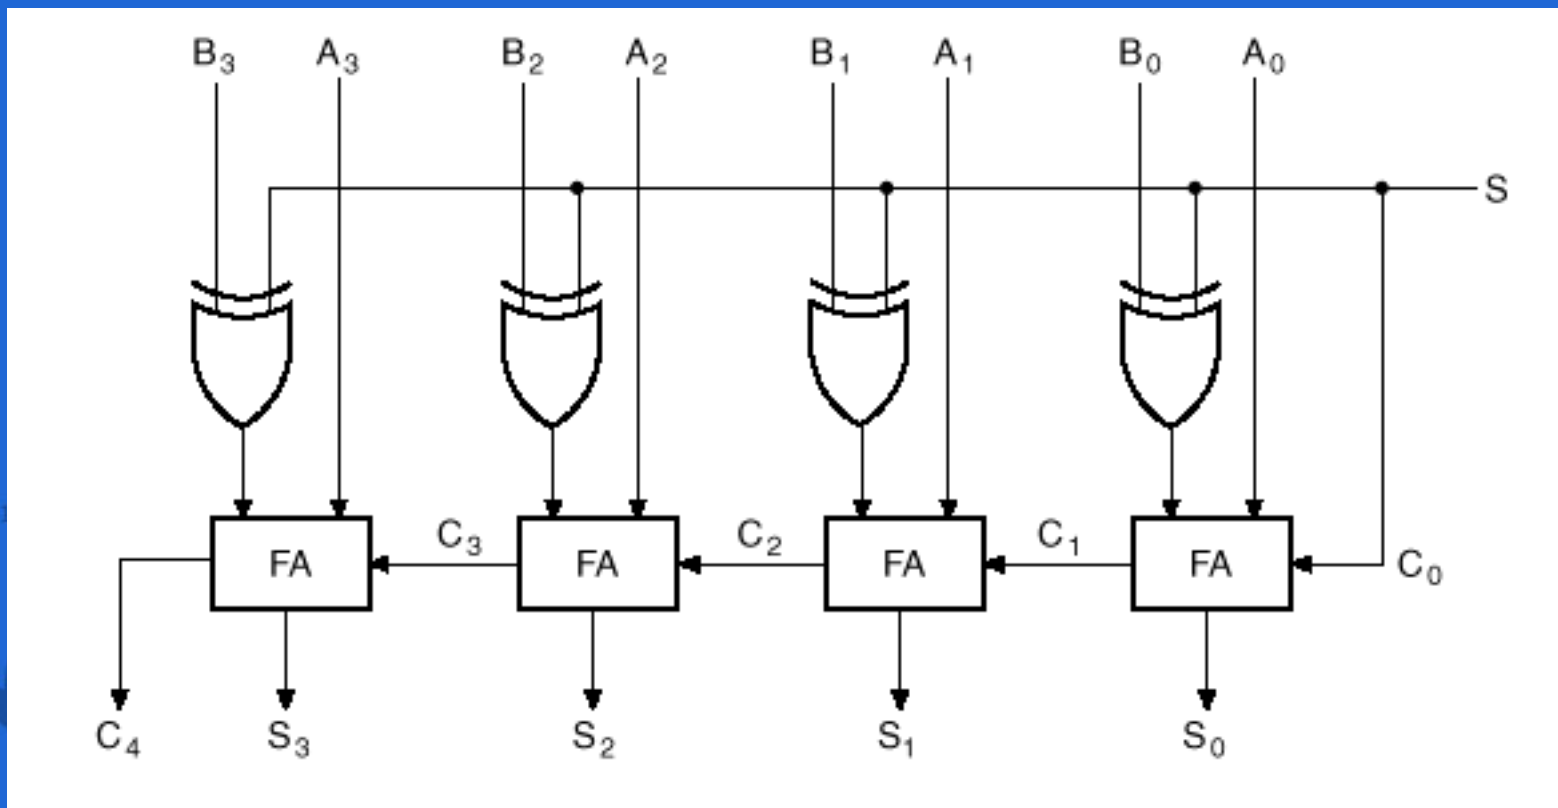 B3 A3 B2 A2 B1 A1 B0 A0
S
FA C3 FA C2 FA C1 FA C0
C4 S3 S2 S1 S0